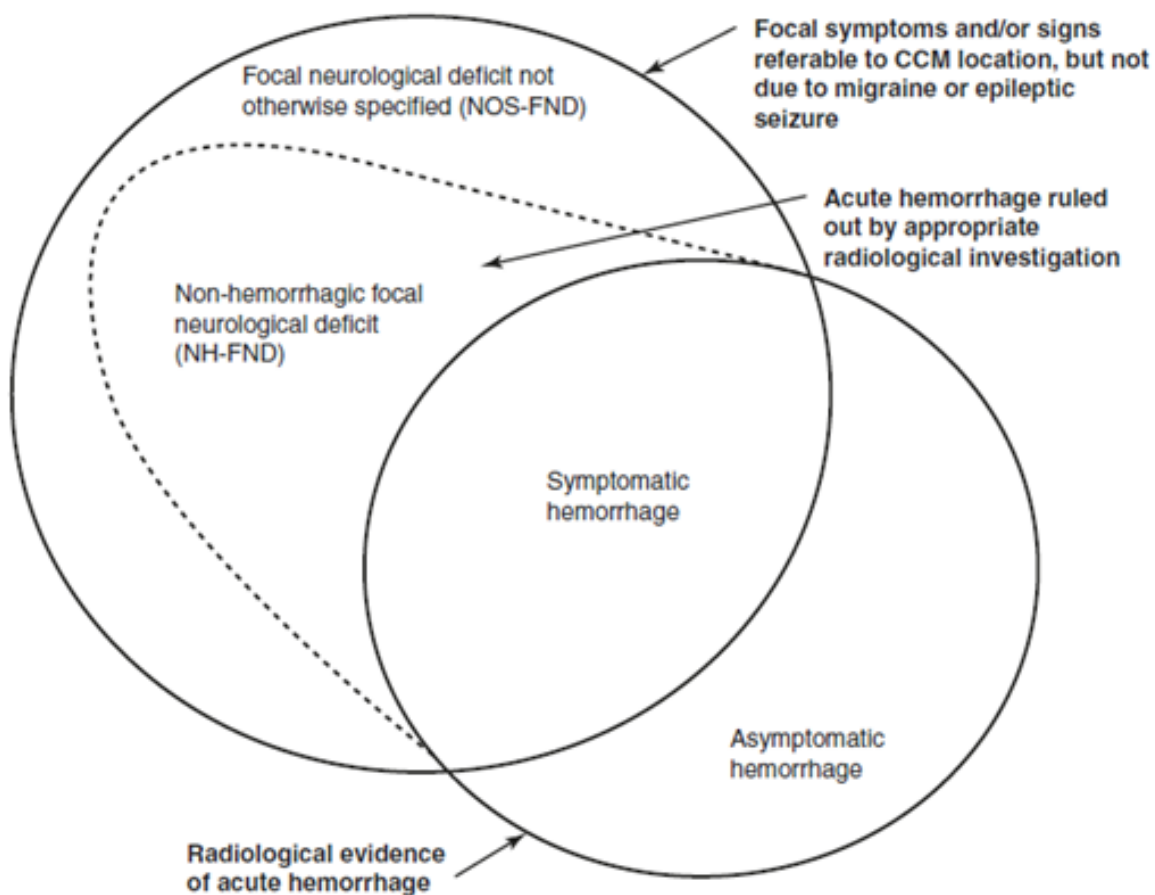 Focal symptoms and/or signs
referable to CCM location, but not
due to migraine or epileptic
seizure
Focal neurological deficit not
otherwise specified (NOS-FND)
Acute hemorrhage ruled
out by appropriate
radiological investigation
Non-hemorrhagic focal
neurological deficit
(NH-FND)
Symptomatic
hemorrhage
Asymptomatic
hemorrhage
Radiological evidence
of acute hemorrhage